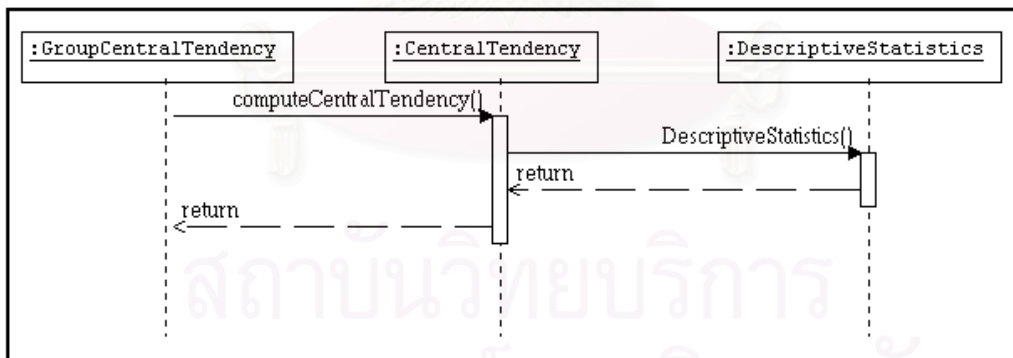 :GroupCentralTendency
:CentralTendency
:DescriptiveStatistics
computeCentralTendency()
DescriptiveStatistics()
return
return
สถาบันวิทยบริการ